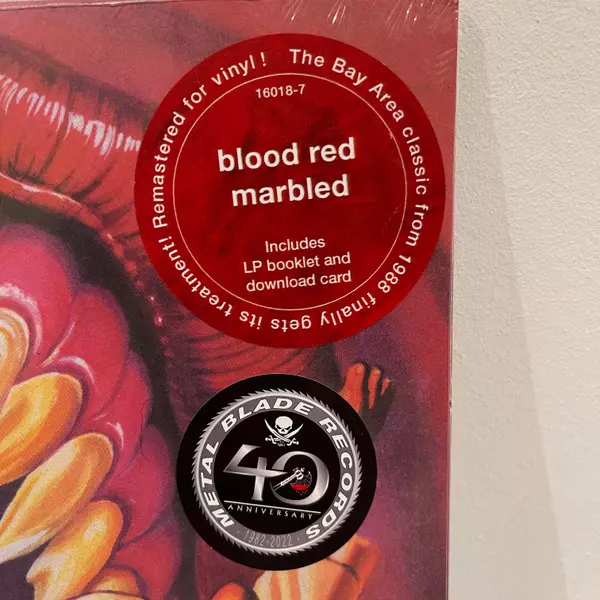 The Bay Area classic from 1988 finally gets its treatment! Remastered for vinyl!
16018-7
blood red
marbled
Includes
LP booklet and
download card
METAL BLADE RECORDS
40
ANNIVERSARY
· 1982-2022 ·